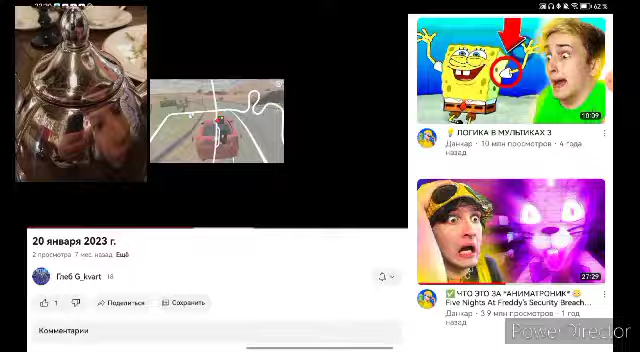 62 %
10:09
💡 ЛОГИКА В МУЛЬТИКАХ 3
Данкар · 10 млн просмотров · 4 года
назад
20 января 2023 г.
2 просмотра 7 мес. назад Ещё
Глеб G_kvart 18
1
Поделиться
Сохранить
Комментарии
27:29
✅ ЧТО ЭТО ЗА *АНИМАТРОНИК* 😳
Five Nights At Freddy's Security Breach...
Данкар · 3,9 млн просмотров · 1 год
назад
PowerDirector